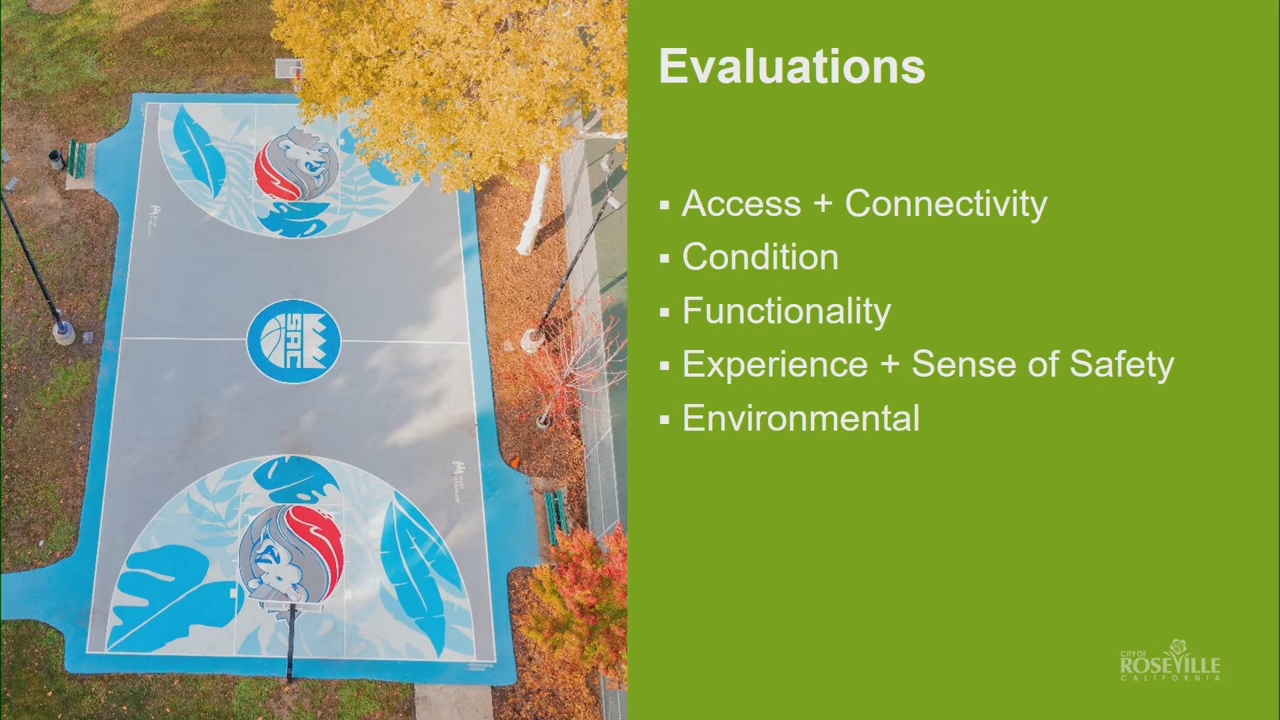 Evaluations
▪ Access + Connectivity
▪ Condition
▪ Functionality
▪ Experience + Sense of Safety
▪ Environmental
SAC
CITY OF
ROSEVILLE
CALIFORNIA